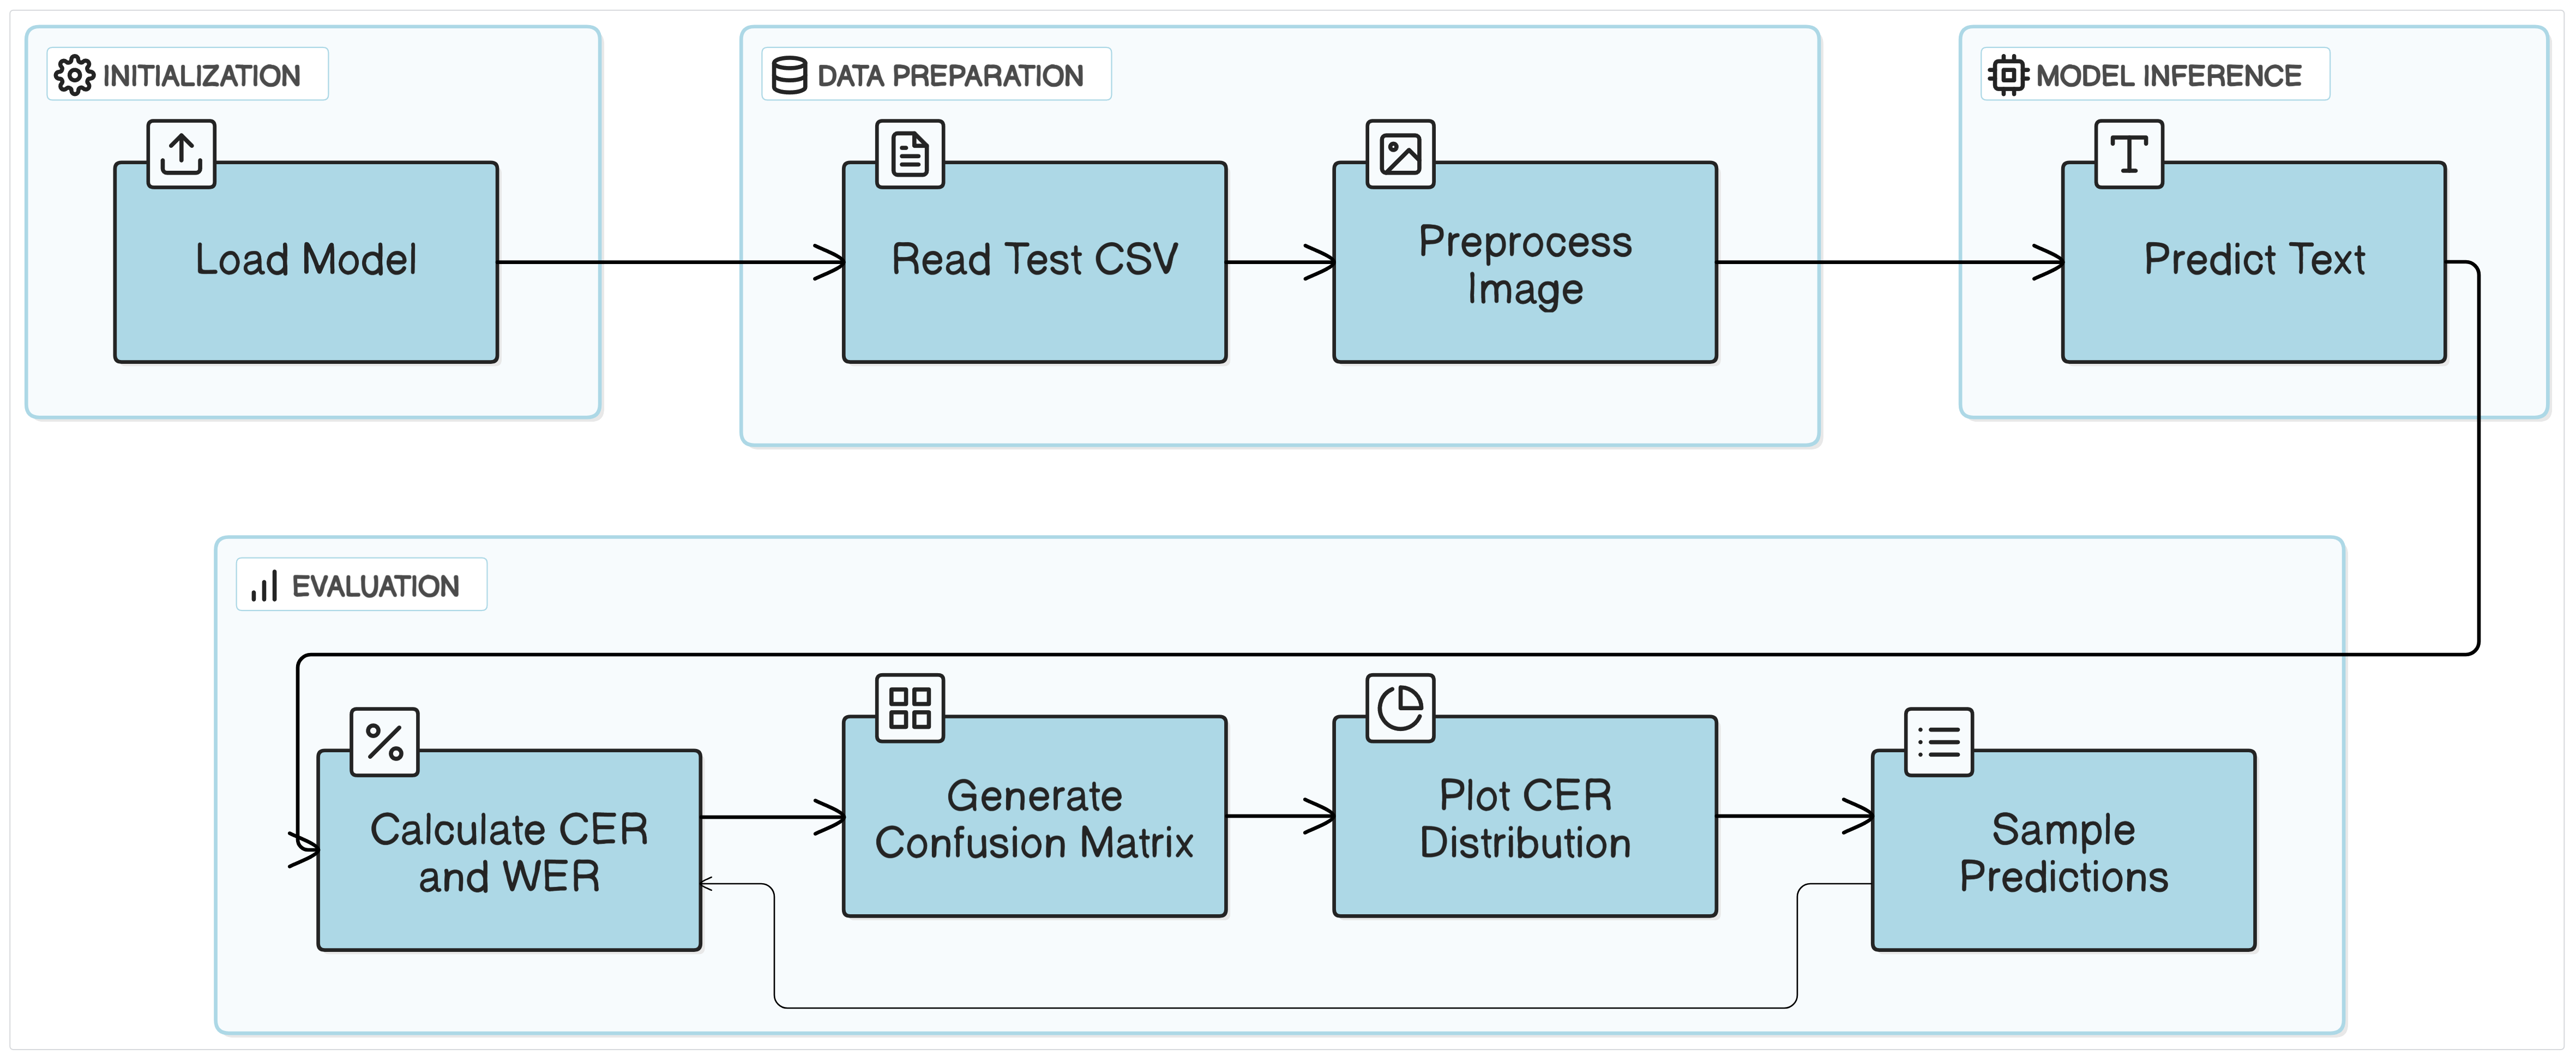 INITIALIZATION
Load Model
DATA PREPARATION
Read Test CSV
Preprocess
Image
MODEL INFERENCE
Predict Text
EVALUATION
Calculate CER
and WER
Generate
Confusion Matrix
Plot CER
Distribution
Sample
Predictions